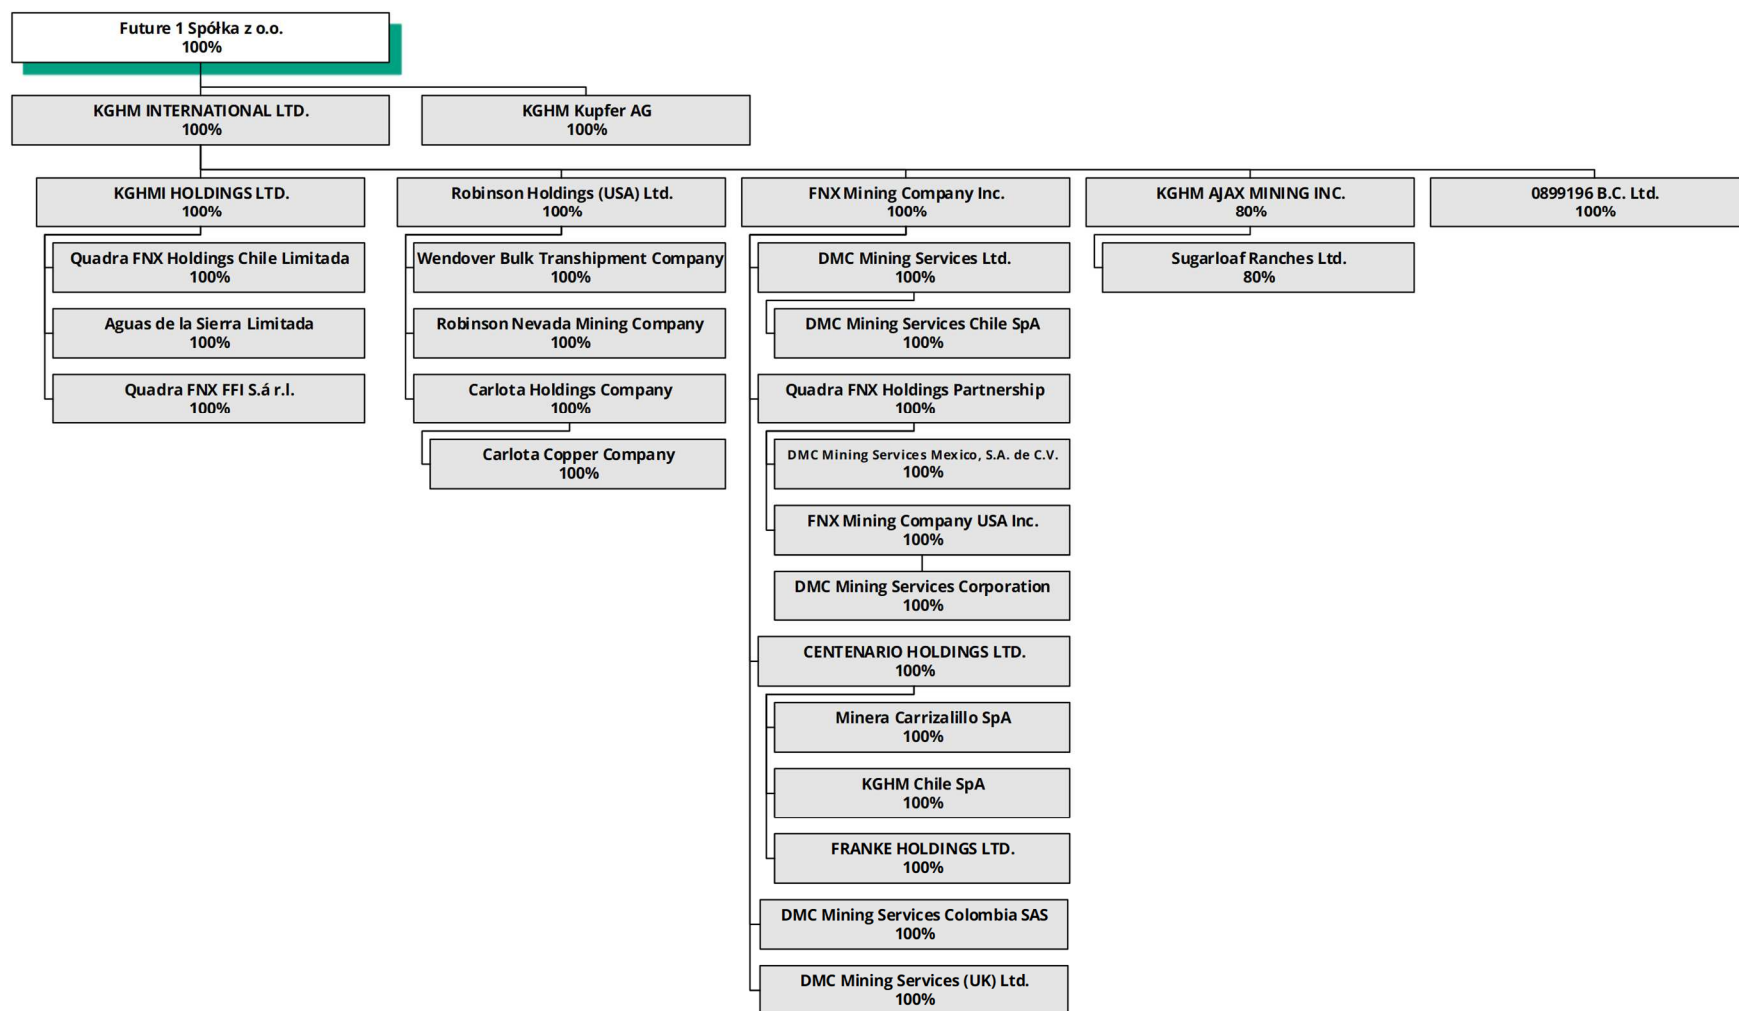 Future 1 Spółka z o.o.
100%
KGHM INTERNATIONAL LTD.
100%
KGHM Kupfer AG
100%
KGHMI HOLDINGS LTD.
100%
Robinson Holdings (USA) Ltd.
100%
FNX Mining Company Inc.
100%
KGHM AJAX MINING INC.
80%
0899196 B.C. Ltd.
100%
Quadra FNX Holdings Chile Limitada
100%
Aguas de la Sierra Limitada
100%
Quadra FNX FFI S.á r.l.
100%
Wendover Bulk Transhipment Company
100%
Robinson Nevada Mining Company
100%
Carlota Holdings Company
100%
Carlota Copper Company
100%
DMC Mining Services Ltd.
100%
DMC Mining Services Chile SpA
100%
Quadra FNX Holdings Partnership
100%
DMC Mining Services Mexico, S.A. de C.V.
100%
FNX Mining Company USA Inc.
100%
DMC Mining Services Corporation
100%
CENTENARIO HOLDINGS LTD.
100%
Minera Carrizalillo SpA
100%
KGHM Chile SpA
100%
FRANKE HOLDINGS LTD.
100%
DMC Mining Services Colombia SAS
100%
DMC Mining Services (UK) Ltd.
100%
Sugarloaf Ranches Ltd.
80%